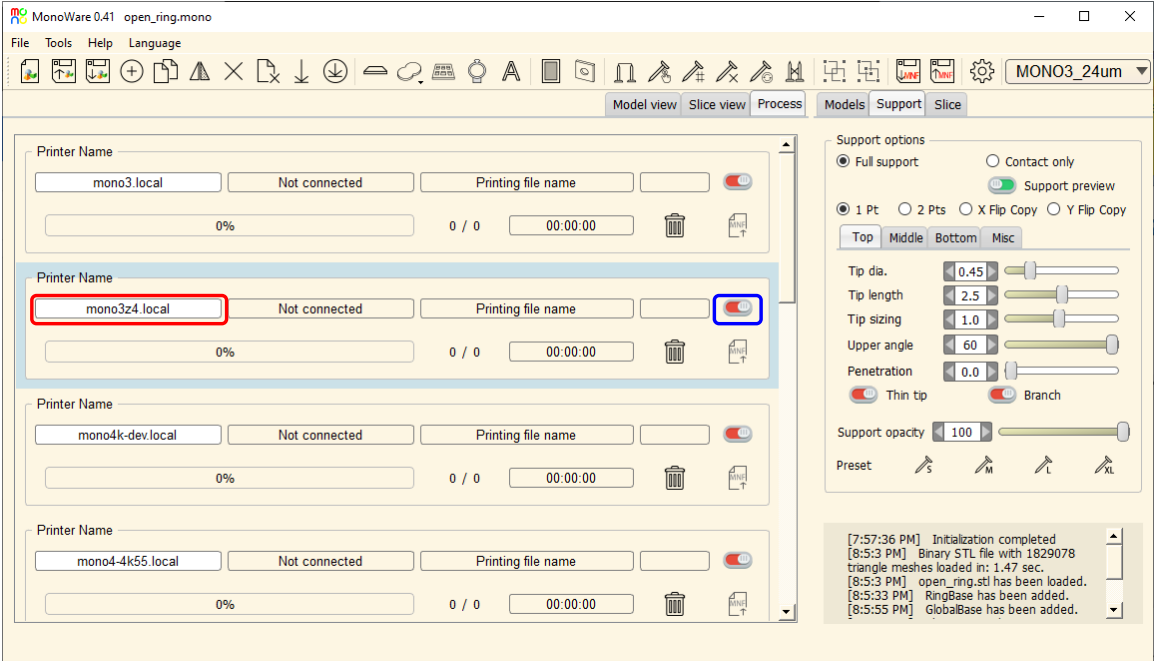 MonoWare 0.41 open_ring.mono
File Tools Help Language
MNF MNF MONO3_24um
Model view Slice view Process Models Support Slice
Printer Name
mono3.local Not connected Printing file name
0% 0 / 0 00:00:00 MNF
Printer Name
mono3z4.local Not connected Printing file name
0% 0 / 0 00:00:00 MNF
Printer Name
mono4k-dev.local Not connected Printing file name
0% 0 / 0 00:00:00 MNF
Printer Name
mono4-4k55.local Not connected Printing file name
0% 0 / 0 00:00:00 MNF
Support options
Full support Contact only
Support preview
1 Pt 2 Pts X Flip Copy Y Flip Copy
Top Middle Bottom Misc
Tip dia. 0.45
Tip length 2.5
Tip sizing 1.0
Upper angle 60
Penetration 0.0
Thin tip Branch
Support opacity 100
Preset S M L XL
[7:57:36 PM] Initialization completed
[8:5:3 PM] Binary STL file with 1829078
triangle meshes loaded in: 1.47 sec.
[8:5:3 PM] open_ring.stl has been loaded.
[8:5:33 PM] RingBase has been added.
[8:5:55 PM] GlobalBase has been added.